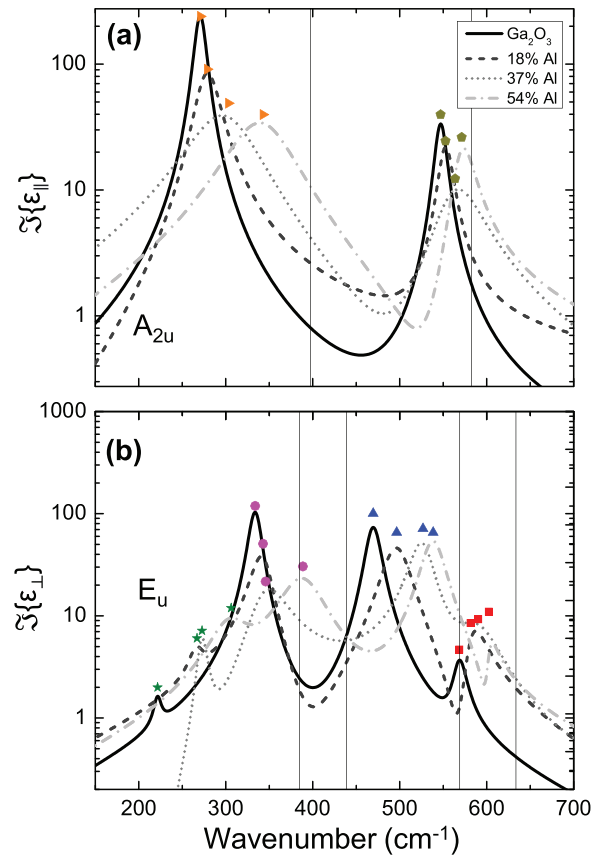 (a)
Ga₂O₃
18% Al
37% Al
54% Al
100
10
1
ℑ{ε∥}
A₂ᵤ
(b)
1000
100
10
1
ℑ{ε⊥}
Eᵤ
200 300 400 500 600 700
Wavenumber (cm⁻¹)